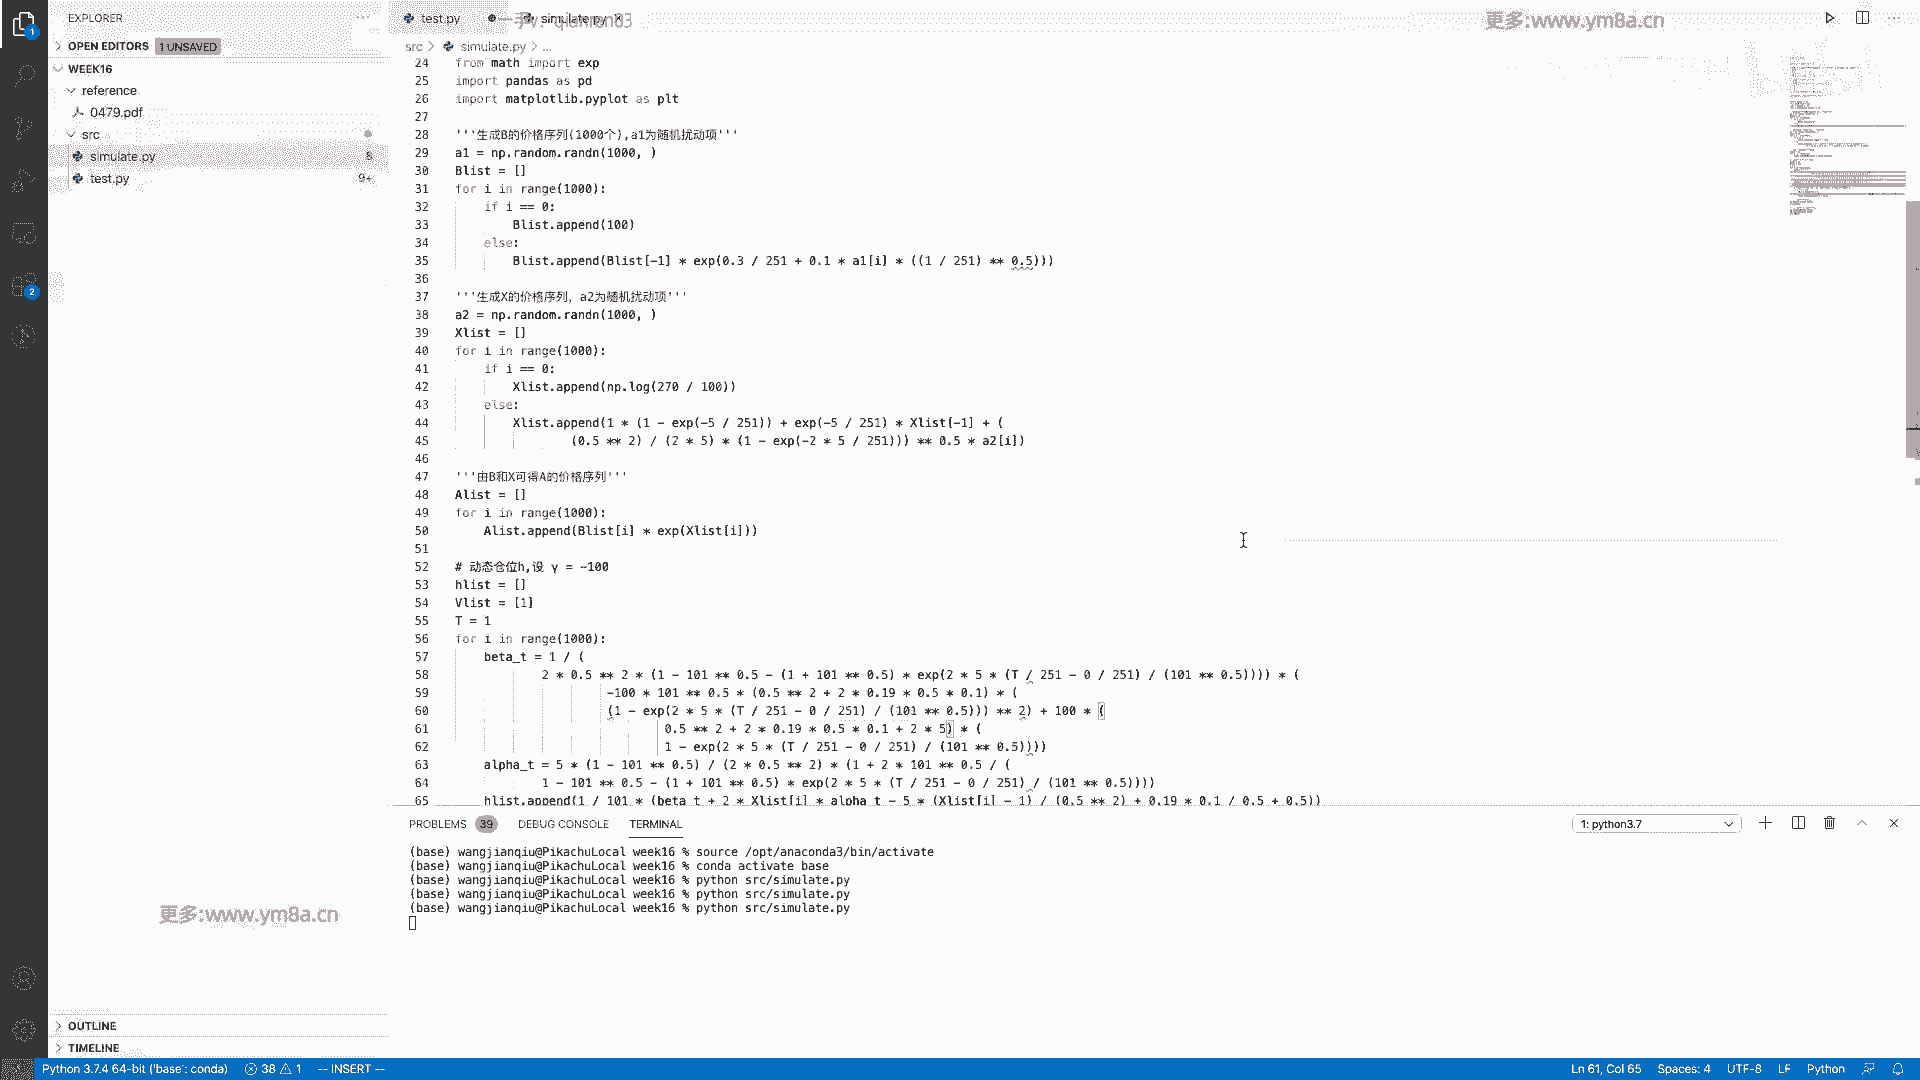 EXPLORER
OPEN EDITORS 1 UNSAVED
WEEK16
reference
0479.pdf
src
simulate.py 8
test.py 9+
OUTLINE
TIMELINE
test.py simulate.py
更多:www.ym8a.cn
src > simulate.py > ...
24 from math import exp
25 import pandas as pd
26 import matplotlib.pyplot as plt
27
28 '''生成B的价格序列(1000个),a1为随机扰动项'''
29 a1 = np.random.randn(1000, )
30 Blist = []
31 for i in range(1000):
32 if i == 0:
33 Blist.append(100)
34 else:
35 Blist.append(Blist[-1] * exp(0.3 / 251 + 0.1 * a1[i] * ((1 / 251) ** 0.5)))
36
37 '''生成X的价格序列, a2为随机扰动项'''
38 a2 = np.random.randn(1000, )
39 Xlist = []
40 for i in range(1000):
41 if i == 0:
42 Xlist.append(np.log(270 / 100))
43 else:
44 Xlist.append(1 * (1 - exp(-5 / 251)) + exp(-5 / 251) * Xlist[-1] + (
45 (0.5 ** 2) / (2 * 5) * (1 - exp(-2 * 5 / 251))) ** 0.5 * a2[i])
46
47 '''由B和X可得A的价格序列'''
48 Alist = []
49 for i in range(1000):
50 Alist.append(Blist[i] * exp(Xlist[i]))
51
52 # 动态仓位h,设 γ = -100
53 hlist = []
54 Vlist = [1]
55 T = 1
56 for i in range(1000):
57 beta_t = 1 / (
58 2 * 0.5 ** 2 * (1 - 101 ** 0.5 - (1 + 101 ** 0.5) * exp(2 * 5 * (T / 251 - 0 / 251) / (101 ** 0.5)))) * (
59 -100 * 101 ** 0.5 * (0.5 ** 2 + 2 * 0.19 * 0.5 * 0.1) * (
60 (1 - exp(2 * 5 * (T / 251 - 0 / 251) / (101 ** 0.5))) ** 2) + 100 * (
61 0.5 ** 2 + 2 * 0.19 * 0.5 * 0.1 + 2 * 5) * (
62 1 - exp(2 * 5 * (T / 251 - 0 / 251) / (101 ** 0.5))))
63 alpha_t = 5 * (1 - 101 ** 0.5) / (2 * 0.5 ** 2) * (1 + 2 * 101 ** 0.5 / (
64 1 - 101 ** 0.5 - (1 + 101 ** 0.5) * exp(2 * 5 * (T / 251 - 0 / 251) / (101 ** 0.5))))
65 hlist.append(1 / 101 * (beta_t + 2 * Xlist[i] * alpha_t - 5 * (Xlist[i] - 1) / (0.5 ** 2) + 0.19 * 0.1 / 0.5 + 0.5))
PROBLEMS 39 DEBUG CONSOLE TERMINAL 1: python3.7
(base) wangjianqiu@PikachuLocal week16 % source /opt/anaconda3/bin/activate
(base) wangjianqiu@PikachuLocal week16 % conda activate base
(base) wangjianqiu@PikachuLocal week16 % python src/simulate.py
(base) wangjianqiu@PikachuLocal week16 % python src/simulate.py
(base) wangjianqiu@PikachuLocal week16 % python src/simulate.py
更多:www.ym8a.cn
Python 3.7.4 64-bit ('base': conda) 38 1 -- INSERT -- Ln 61, Col 65 Spaces: 4 UTF-8 LF Python